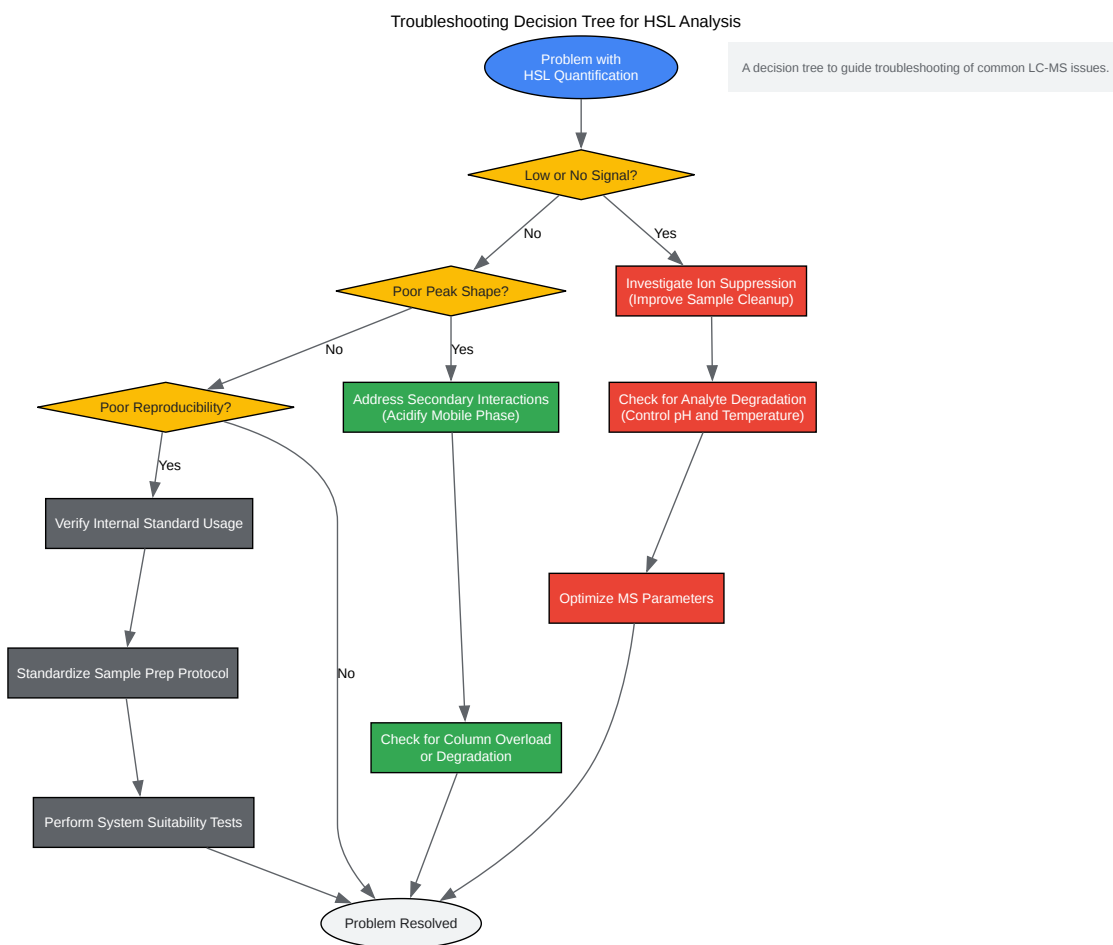 Troubleshooting Decision Tree for HSL Analysis
Problem with
HSL Quantification
A decision tree to guide troubleshooting of common LC-MS issues.
Low or No Signal?
No
Yes
Poor Peak Shape?
Investigate Ion Suppression
(Improve Sample Cleanup)
No
Yes
Poor Reproducibility?
Address Secondary Interactions
(Acidify Mobile Phase)
Check for Analyte Degradation
(Control pH and Temperature)
Yes
Verify Internal Standard Usage
Optimize MS Parameters
Standardize Sample Prep Protocol
No
Check for Column Overload
or Degradation
Perform System Suitability Tests
Problem Resolved